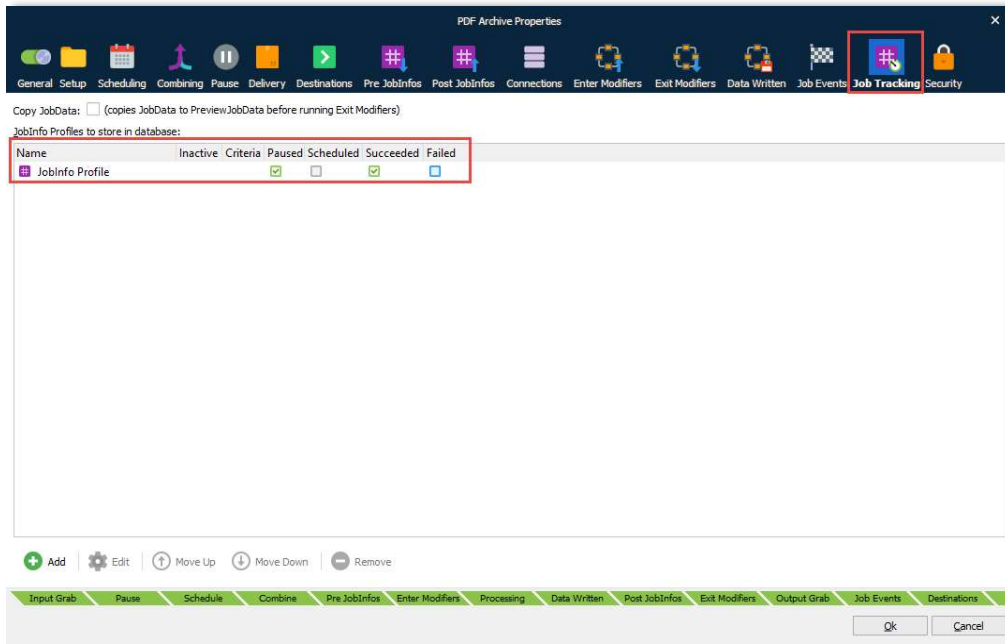 PDF Archive Properties
General Setup Scheduling Combining Pause Delivery Destinations Pre JobInfos Post JobInfos Connections Enter Modifiers Exit Modifiers Data Written Job Events Job Tracking Security
Copy JobData: (copies JobData to PreviewJobData before running Exit Modifiers)
JobInfo Profiles to store in database:
Name Inactive Criteria Paused Scheduled Succeeded Failed
JobInfo Profile
Add Edit Move Up Move Down Remove
Input Grab Pause Schedule Combine Pre JobInfos Enter Modifiers Processing Data Written Post JobInfos Exit Modifiers Output Grab Job Events Destinations
Ok Cancel